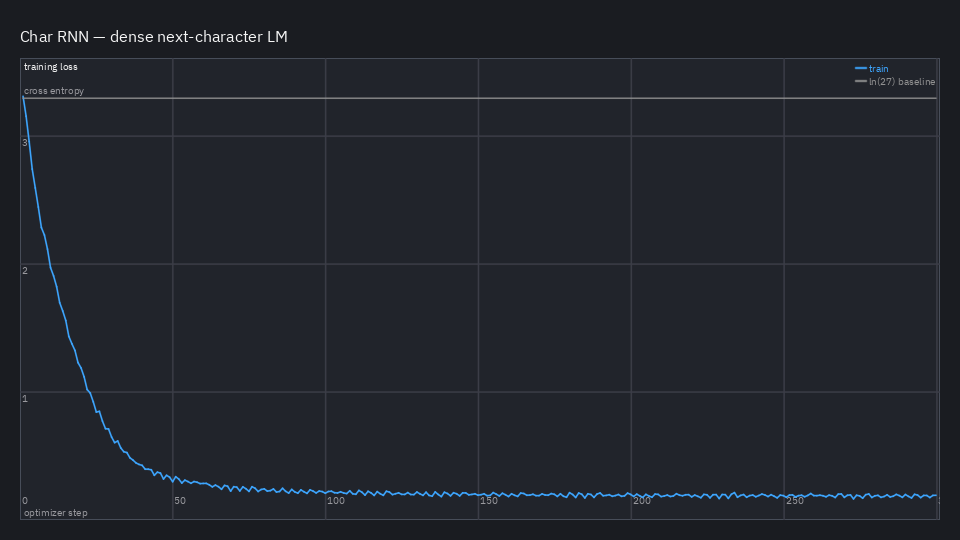 Char RNN — dense next-character LM
training loss
train
cross entropy
ln(27) baseline
3
2
1
0
50
100
150
200
250
optimizer step